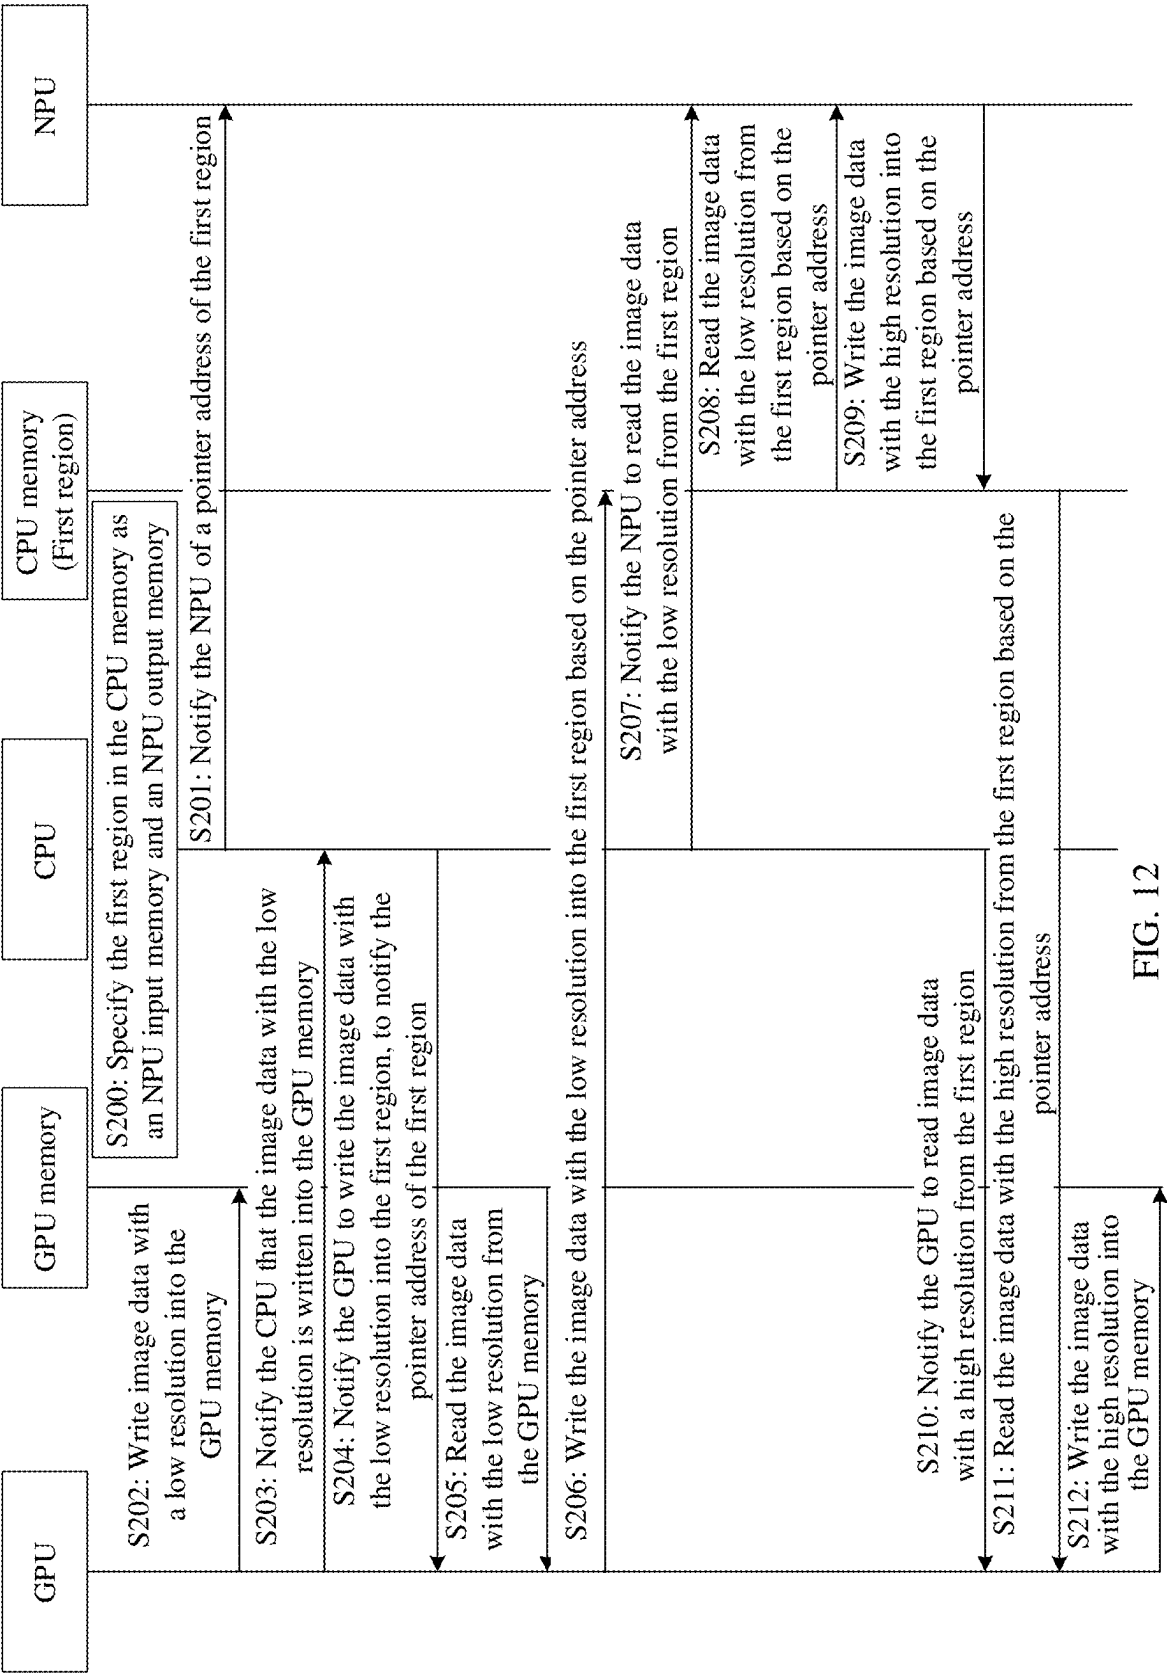 GPU
GPU memory
CPU
CPU memory
(First region)
NPU
S200: Specify the first region in the CPU memory as
an NPU input memory and an NPU output memory
S201: Notify the NPU of a pointer address of the first region
S202: Write image data with
a low resolution into the
GPU memory
S203: Notify the CPU that the image data with the low
resolution is written into the GPU memory
S204: Notify the GPU to write the image data with
the low resolution into the first region, to notify the
pointer address of the first region
S205: Read the image data
with the low resolution from
the GPU memory
S206: Write the image data with the low resolution into the first region based on the pointer address
S207: Notify the NPU to read the image data
with the low resolution from the first region
S208: Read the image data
with the low resolution from
the first region based on the
pointer address
S209: Write the image data
with the high resolution into
the first region based on the
pointer address
S210: Notify the GPU to read image data
with a high resolution from the first region
S211: Read the image data with the high resolution from the first region based on the
pointer address
S212: Write the image data
with the high resolution into
the GPU memory
FIG. 12